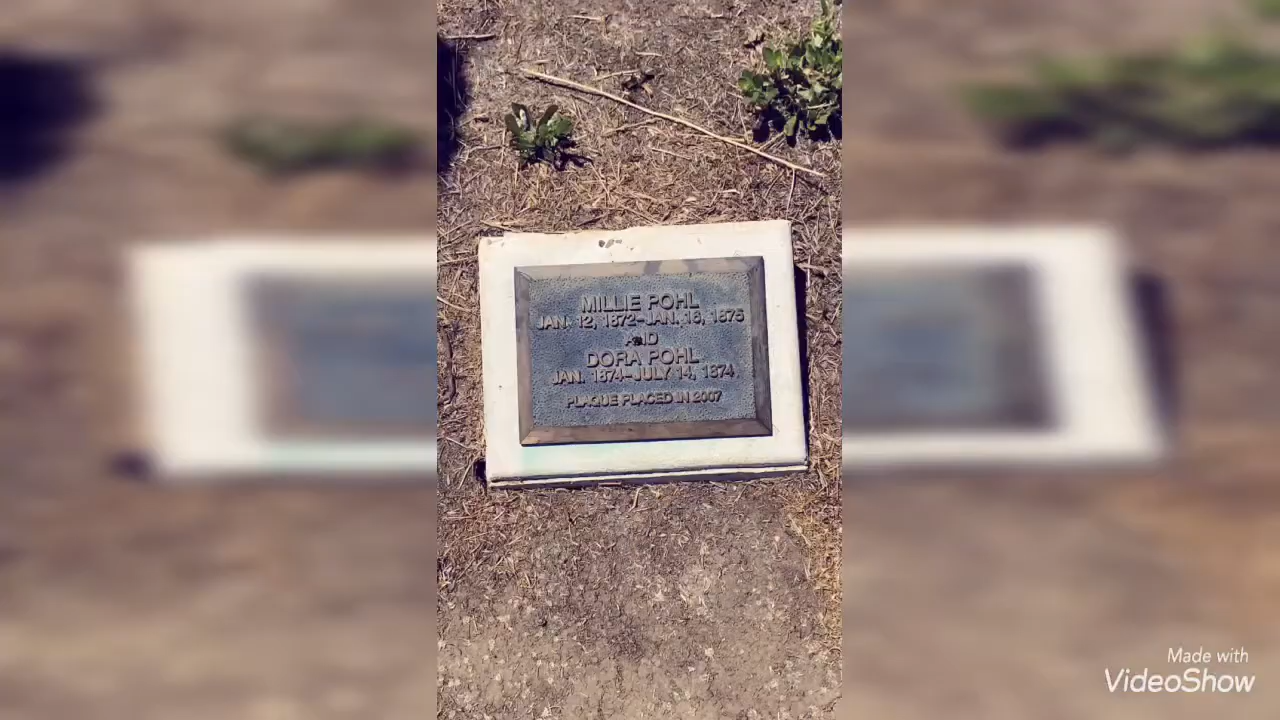 MILLIE POHL
JAN. 12, 1872–JAN. 16, 1875
AND
DORA POHL
JAN. 1874–JULY 14, 1874
PLAQUE PLACED IN 2007
Made with
VideoShow